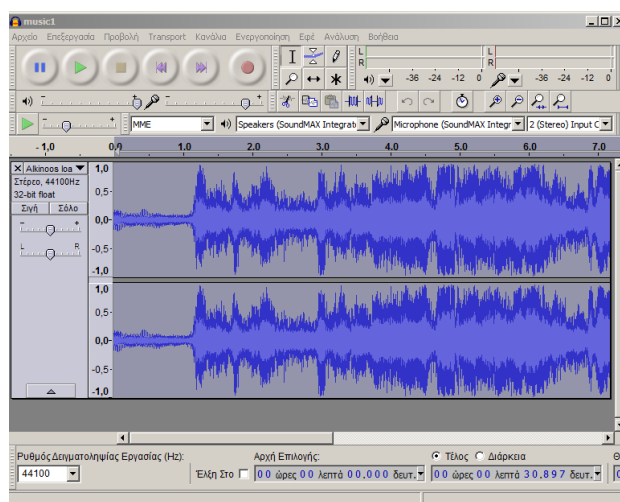 music1
Αρχείο Επεξεργασία Προβολή Transport Κανάλια Ενεργοποίηση Εφέ Ανάλυση Βοήθεια
L
R
-36 -24 -12 0
L
R
-36 -24 -12 0
MME Speakers (SoundMAX Integrat Microphone (SoundMAX Integr 2 (Stereo) Input C
- 1,0 0,0 1,0 2,0 3,0 4,0 5,0 6,0 7,0
Alkinoos Ioa
Στέρεο, 44100Hz
32-bit float
Σιγή Σόλο
- +
L R
1,0
0,5-
0,0-
-0,5-
-1,0
1,0
0,5-
0,0-
-0,5-
-1,0
Ρυθμός Δειγματοληψίας Εργασίας (Hz): Αρχή Επιλογής: Τέλος Διάρκεια Θ
44100 Έλξη Στο 00 ώρες 00 λεπτά 00,000 δευτ. 00 ώρες 00 λεπτά 30,897 δευτ.